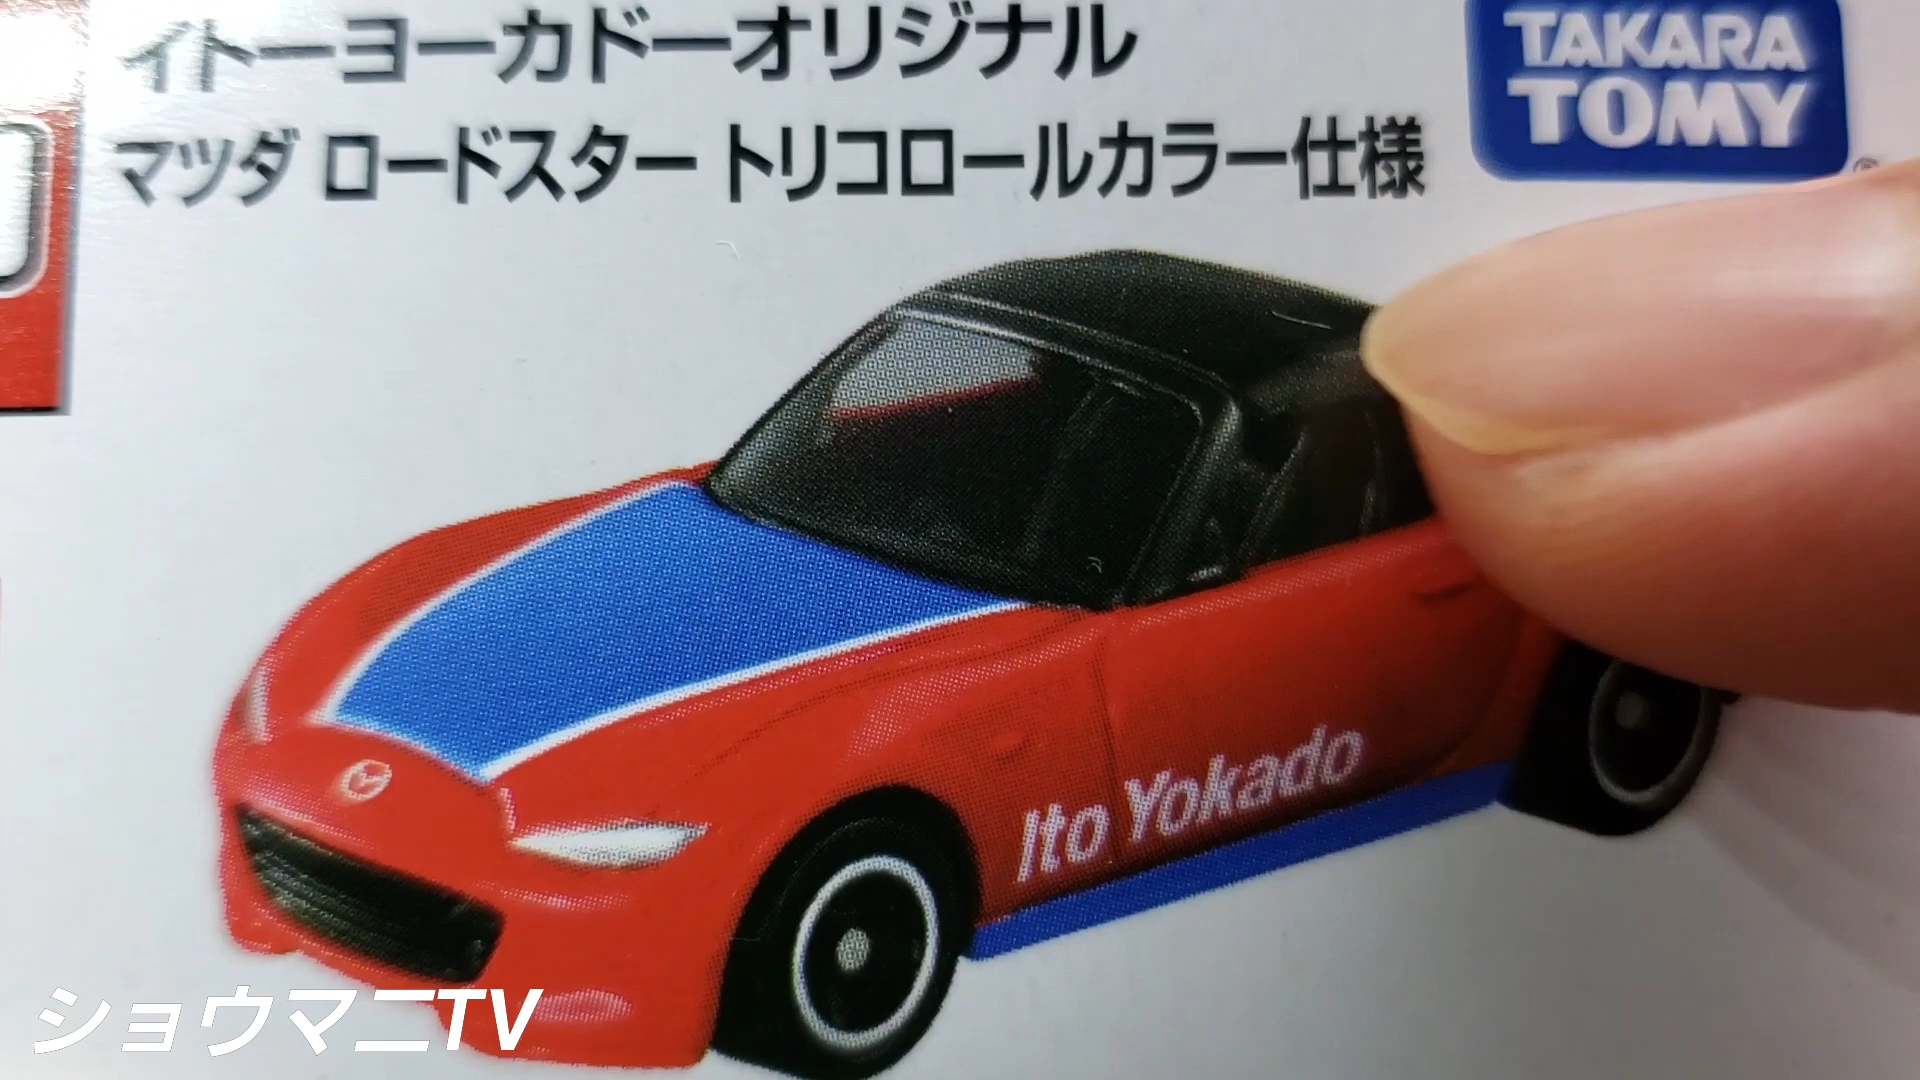 イトーヨーカドーオリジナル
マツダ ロードスター トリコロールカラー仕様
TAKARA
TOMY
®
Ito Yokado
ショウマニTV